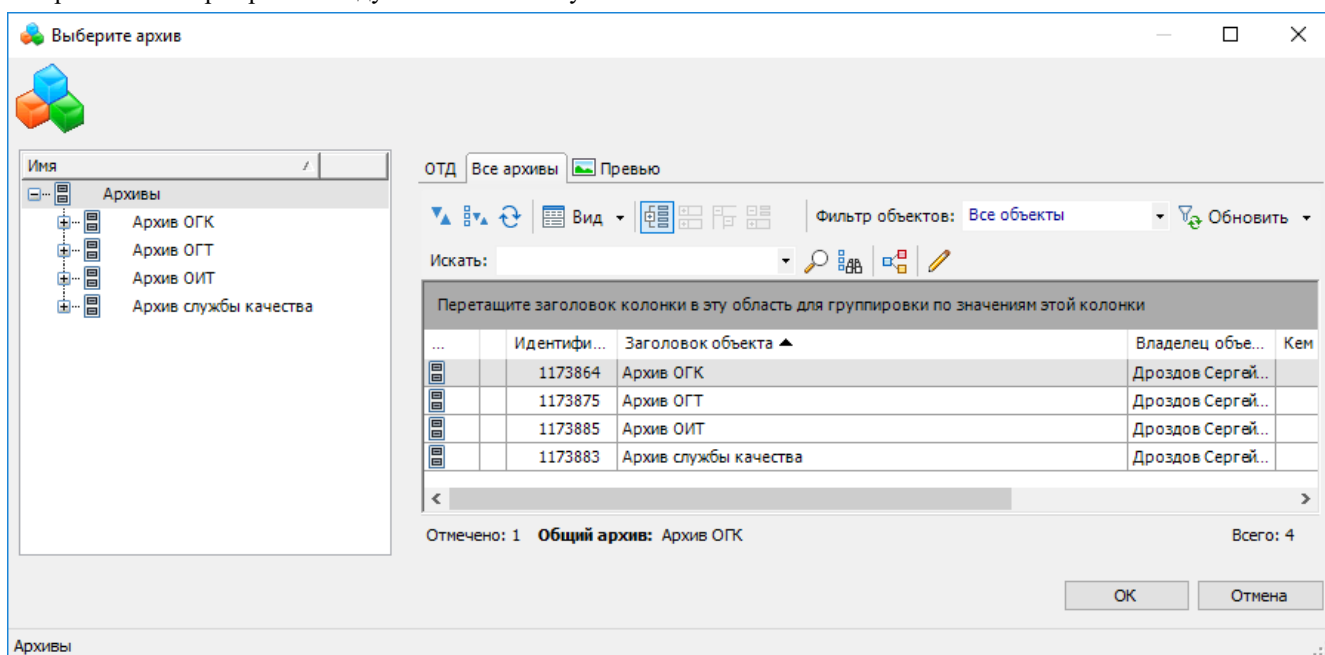 Выберите архив
Имя
Архивы
Архив ОГК
Архив ОГТ
Архив ОИТ
Архив службы качества
ОТД Все архивы Превью
Вид Фильтр объектов: Все объекты Обновить
Искать:
Перетащите заголовок колонки в эту область для группировки по значениям этой колонки
... Идентифи... Заголовок объекта Владелец объе... Кем
1173864 Архив ОГК Дроздов Сергей...
1173875 Архив ОГТ Дроздов Сергей...
1173885 Архив ОИТ Дроздов Сергей...
1173883 Архив службы качества Дроздов Сергей...
Отмечено: 1 Общий архив: Архив ОГК Всего: 4
ОК Отмена
Архивы